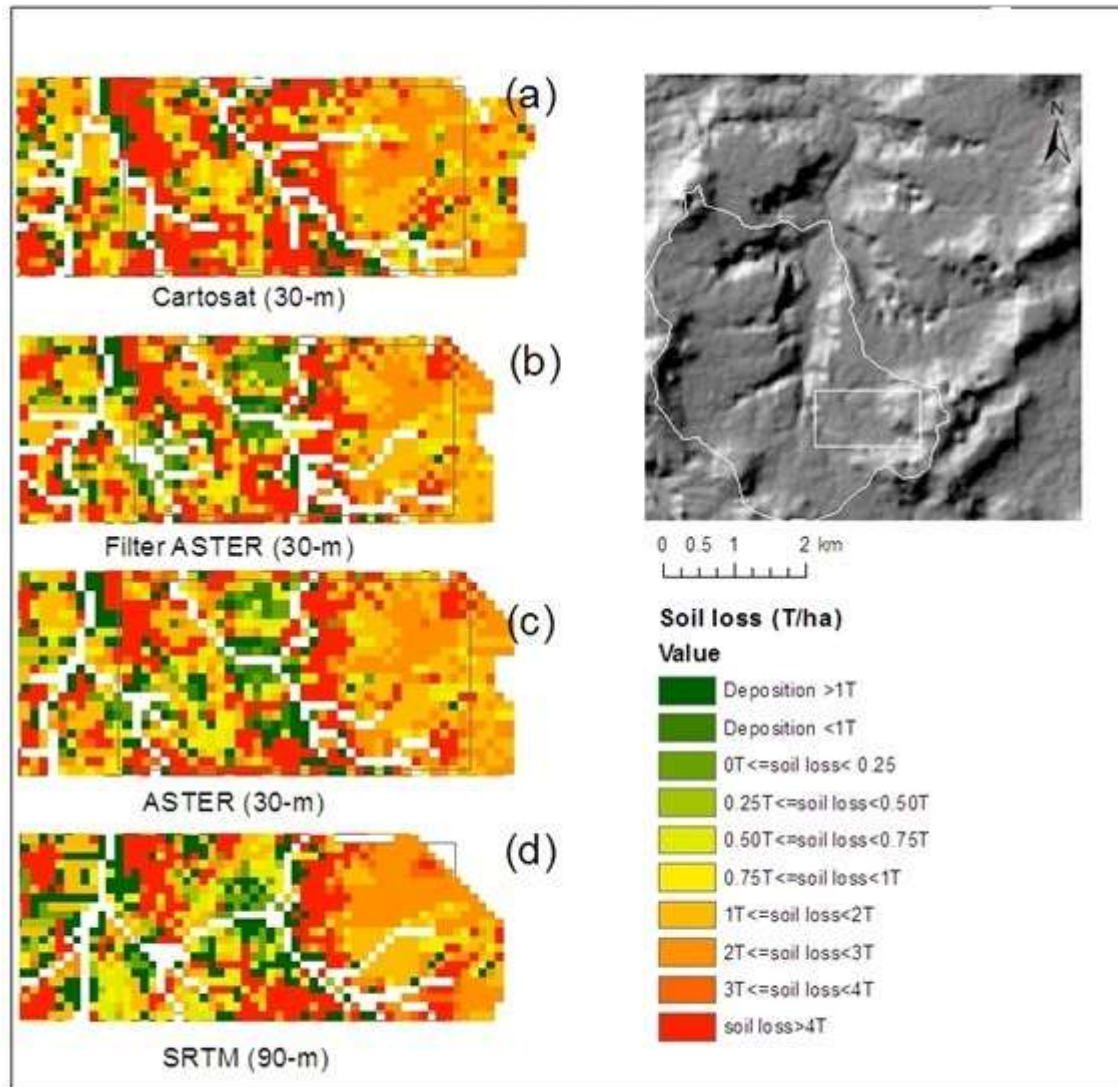 (a)
Cartosat (30-m)
(b)
Filter ASTER (30-m)
(c)
ASTER (30-m)
(d)
SRTM (90-m)
N
0 0.5 1 2 km
Soil loss (T/ha)
Value
Deposition >1T
Deposition <1T
0T<=soil loss< 0.25
0.25T<=soil loss<0.50T
0.50T<=soil loss<0.75T
0.75T<=soil loss<1T
1T<=soil loss<2T
2T<=soil loss<3T
3T<=soil loss<4T
soil loss>4T